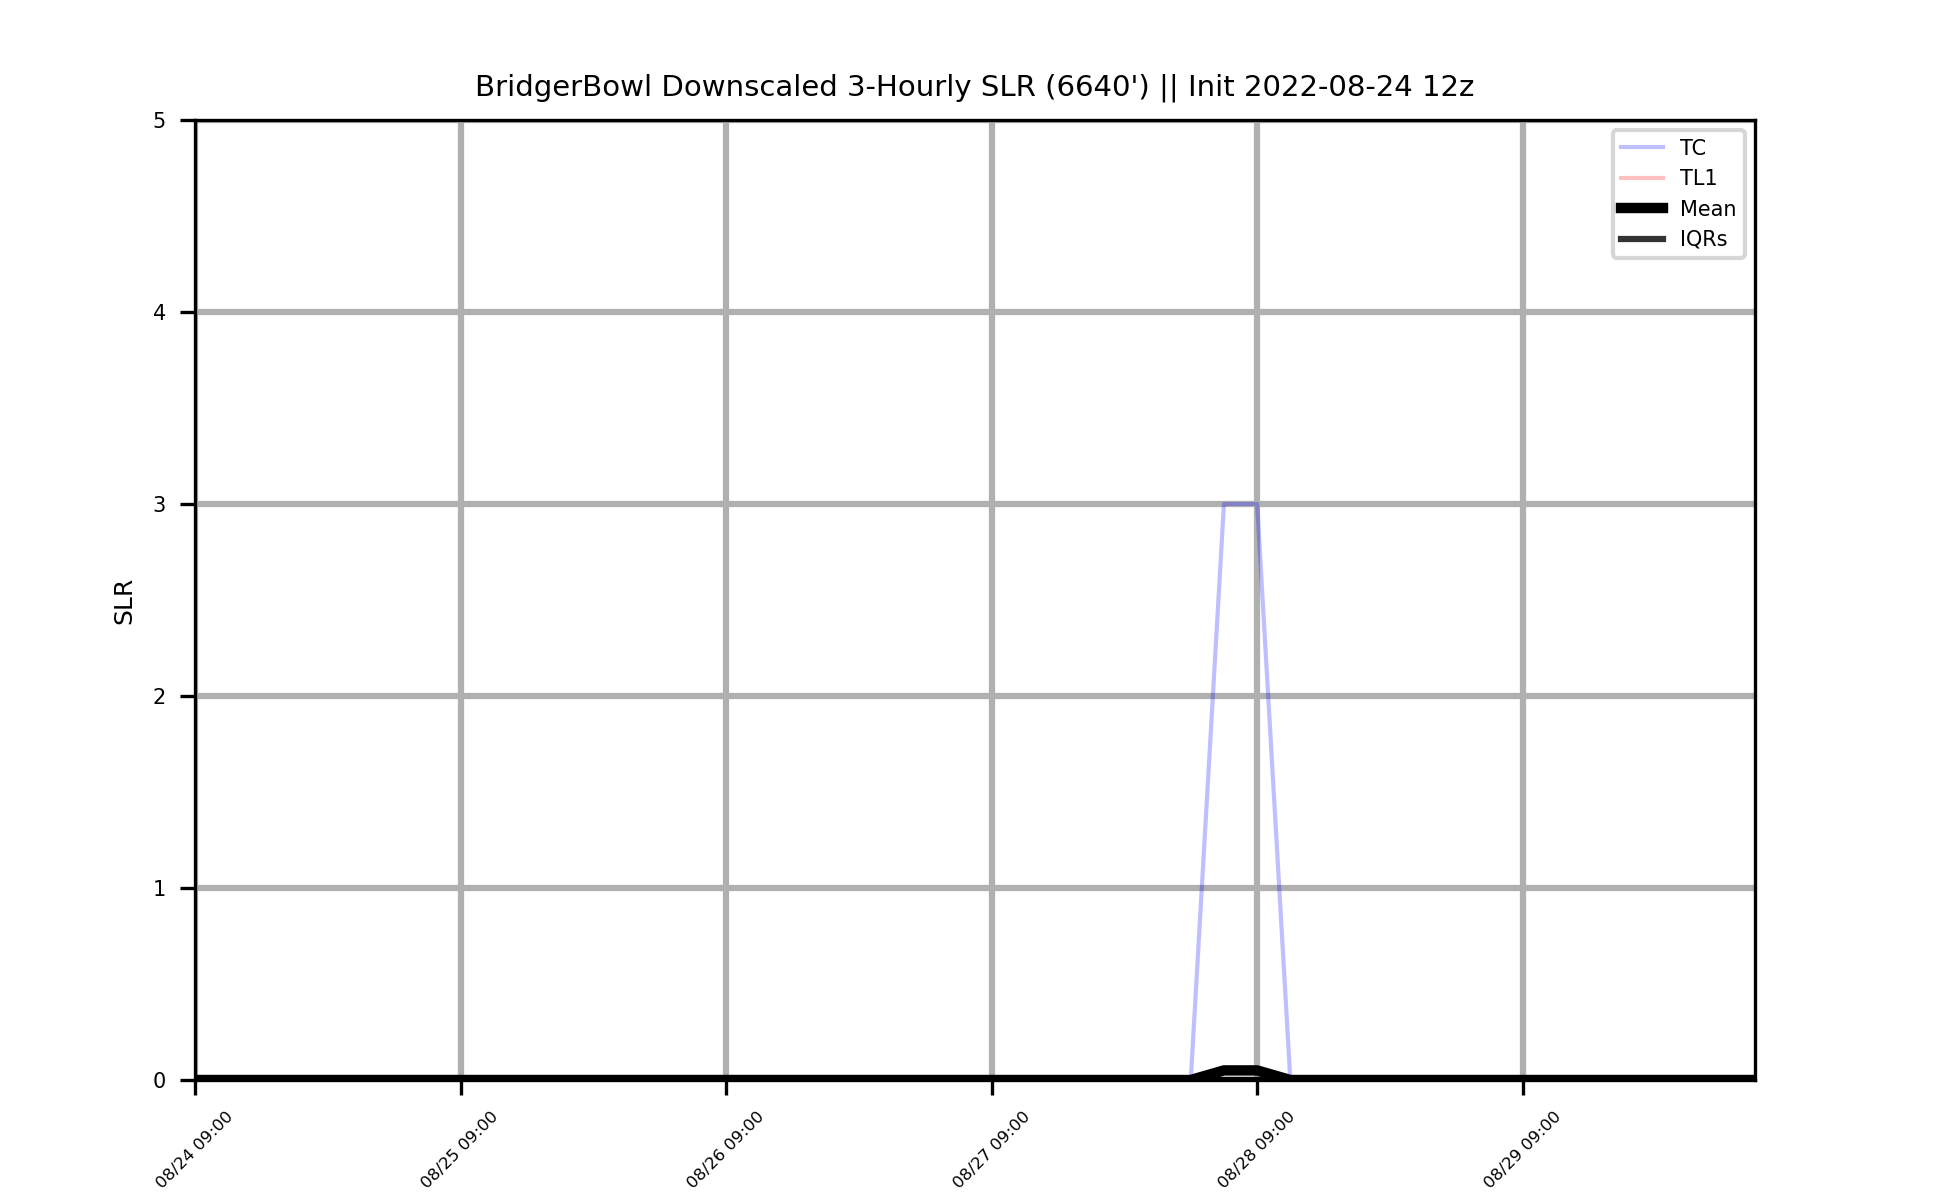 BridgerBowl Downscaled 3-Hourly SLR (6640') || Init 2022-08-24 12z
5
4
3
2
1
0
SLR
TC
TL1
Mean
IQRs
08/24 09:00
08/25 09:00
08/26 09:00
08/27 09:00
08/28 09:00
08/29 09:00